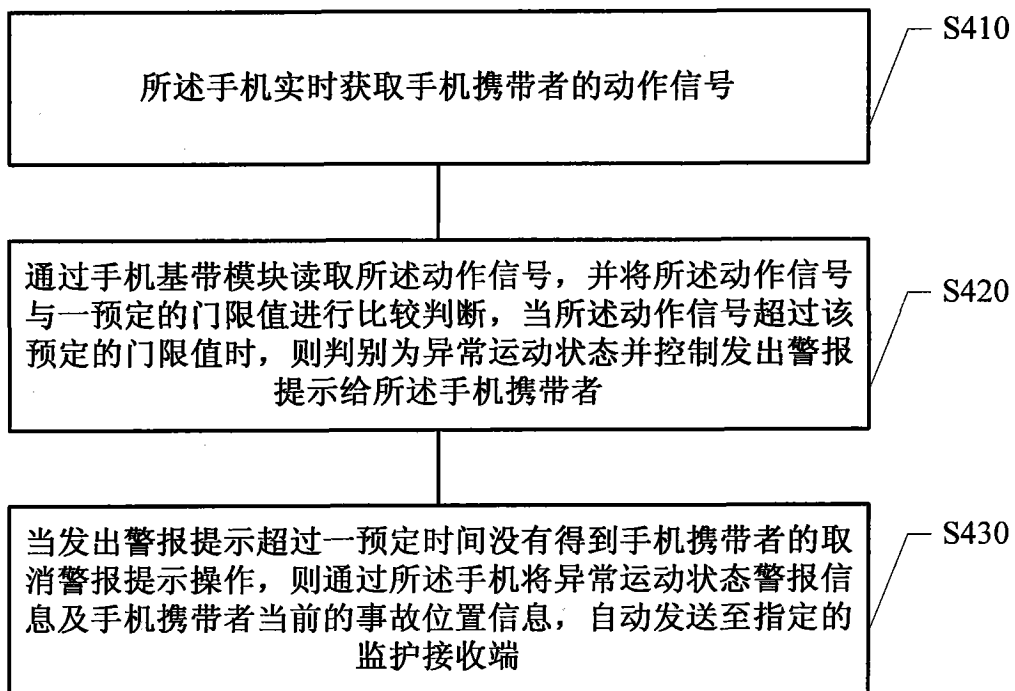 所述手机实时获取手机携带者的动作信号
S410
通过手机基带模块读取所述动作信号，并将所述动作信号
与一预定的门限值进行比较判断，当所述动作信号超过该
预定的门限值时，则判别为异常运动状态并控制发出警报
提示给所述手机携带者
S420
当发出警报提示超过一预定时间没有得到手机携带者的取
消警报提示操作，则通过所述手机将异常运动状态警报信
息及手机携带者当前的事故位置信息，自动发送至指定的
监护接收端
S430